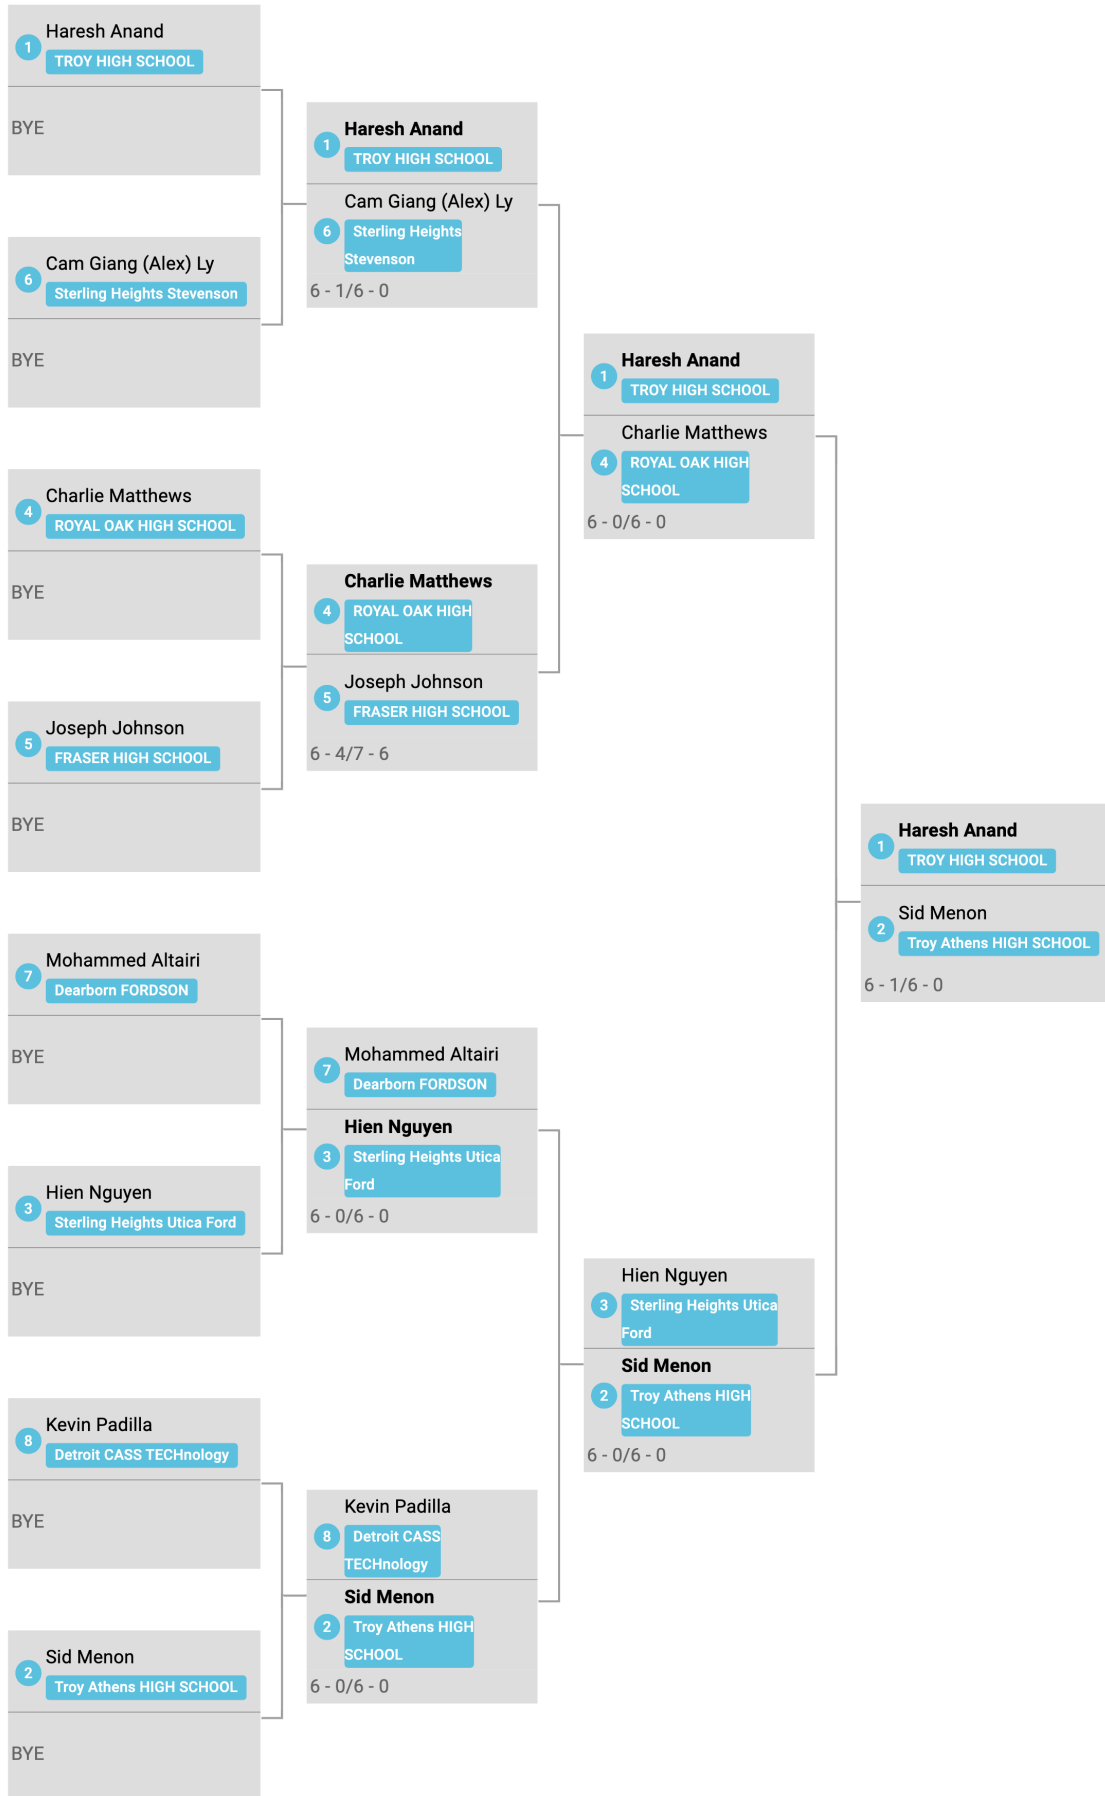 Haresh Anand
1
TROY HIGH SCHOOL
BYE
6
Cam Giang (Alex) Ly
Sterling Heights Stevenson
BYE
4
Charlie Matthews
ROYAL OAK HIGH SCHOOL
BYE
5
Joseph Johnson
FRASER HIGH SCHOOL
BYE
7
Mohammed Altairi
Dearborn FORDSON
BYE
3
Hien Nguyen
Sterling Heights Utica Ford
BYE
8
Kevin Padilla
Detroit CASS TECHnology
BYE
2
Sid Menon
Troy Athens HIGH SCHOOL
BYE
1
Haresh Anand
TROY HIGH SCHOOL
6
Cam Giang (Alex) Ly
Sterling Heights
Stevenson
6 - 1/6 - 0
4
Charlie Matthews
ROYAL OAK HIGH
SCHOOL
5
Joseph Johnson
FRASER HIGH SCHOOL
6 - 4/7 - 6
7
Mohammed Altairi
Dearborn FORDSON
3
Hien Nguyen
Sterling Heights Utica
Ford
6 - 0/6 - 0
8
Kevin Padilla
Detroit CASS
TECHnology
2
Sid Menon
Troy Athens HIGH
SCHOOL
6 - 0/6 - 0
1
Haresh Anand
TROY HIGH SCHOOL
4
Charlie Matthews
ROYAL OAK HIGH
SCHOOL
6 - 0/6 - 0
3
Hien Nguyen
Sterling Heights Utica
Ford
2
Sid Menon
Troy Athens HIGH
SCHOOL
6 - 0/6 - 0
1
Haresh Anand
TROY HIGH SCHOOL
2
Sid Menon
Troy Athens HIGH SCHOOL
6 - 1/6 - 0